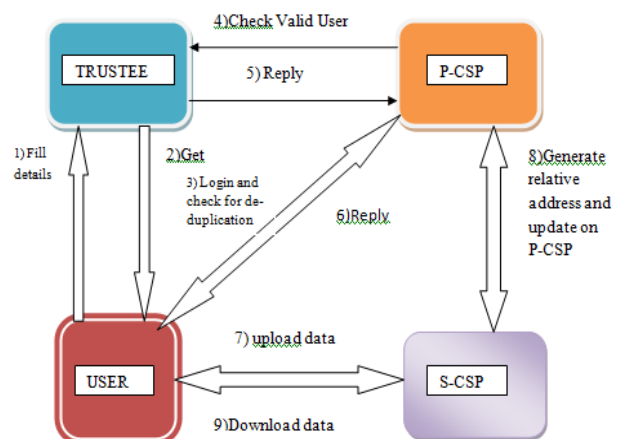 4)Check Valid User
TRUSTEE
P-CSP
5) Reply
1) Fill
details
2)Get
3) Login and
check for de-
duplication
6)Reply
8)Generate
relative
address and
update on
P-CSP
7) upload data
USER
S-CSP
9)Download data